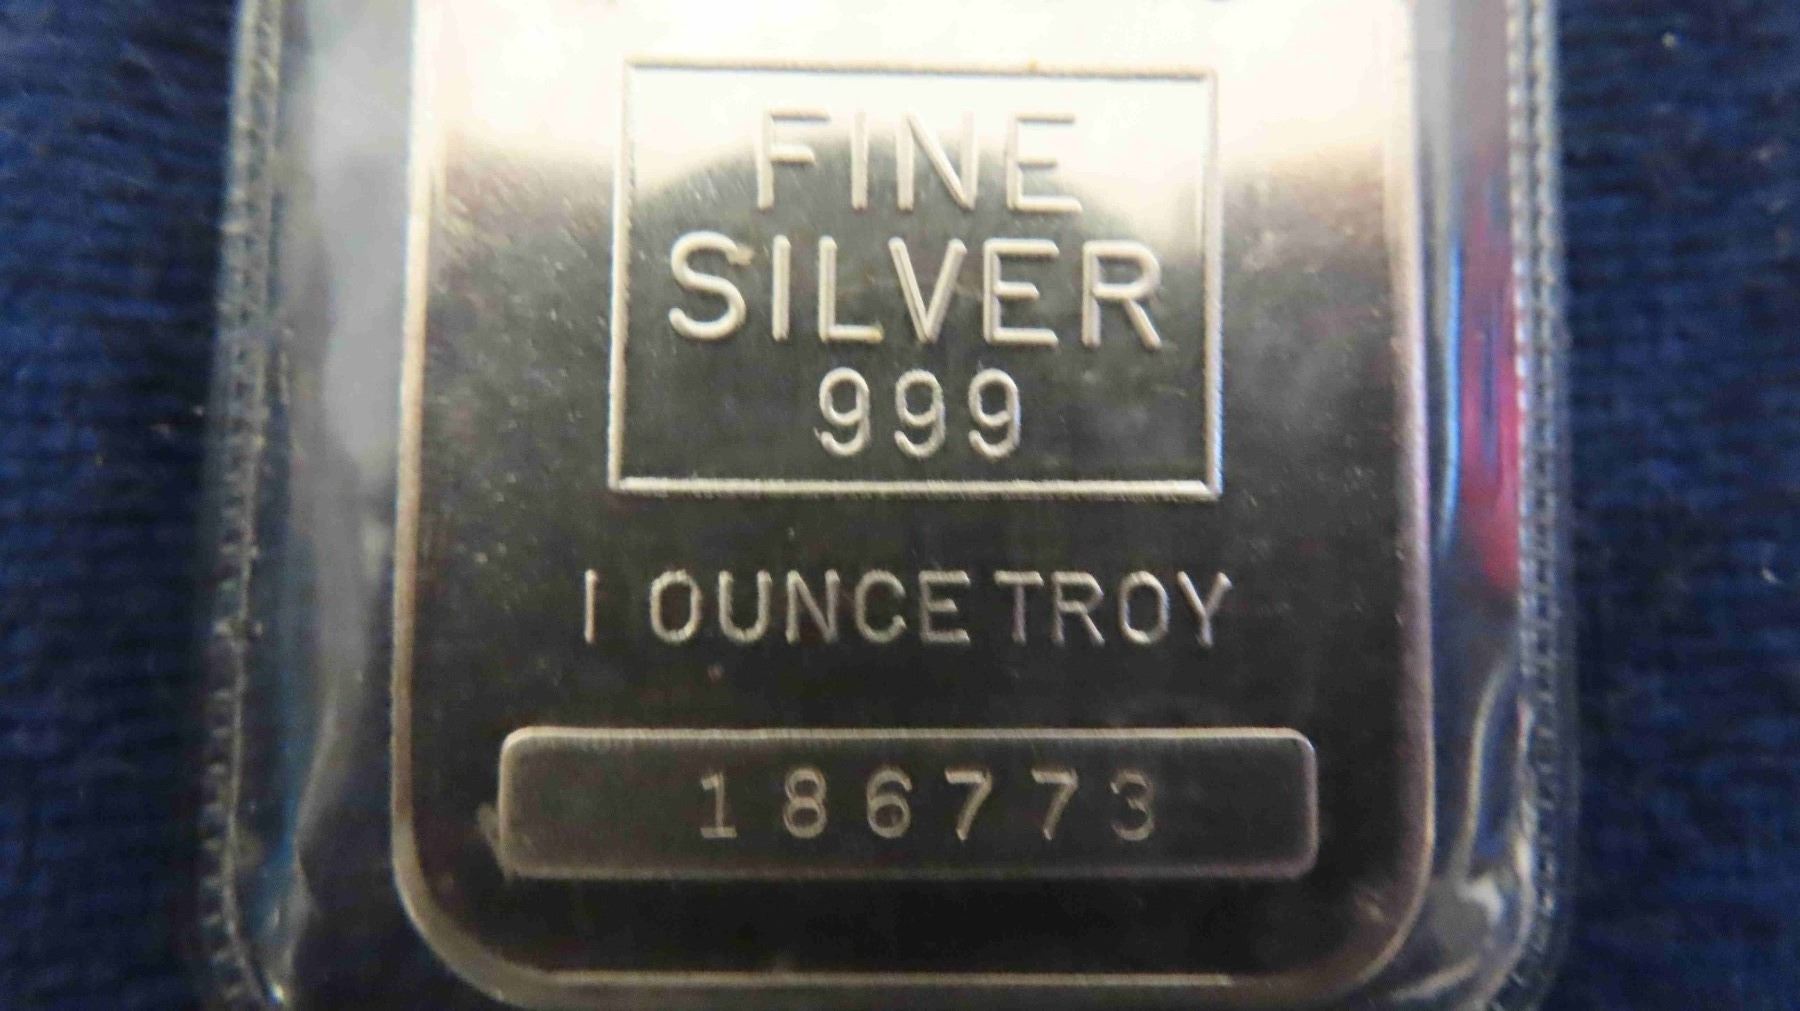 FINE
SILVER
999
1 OUNCE TROY
186773